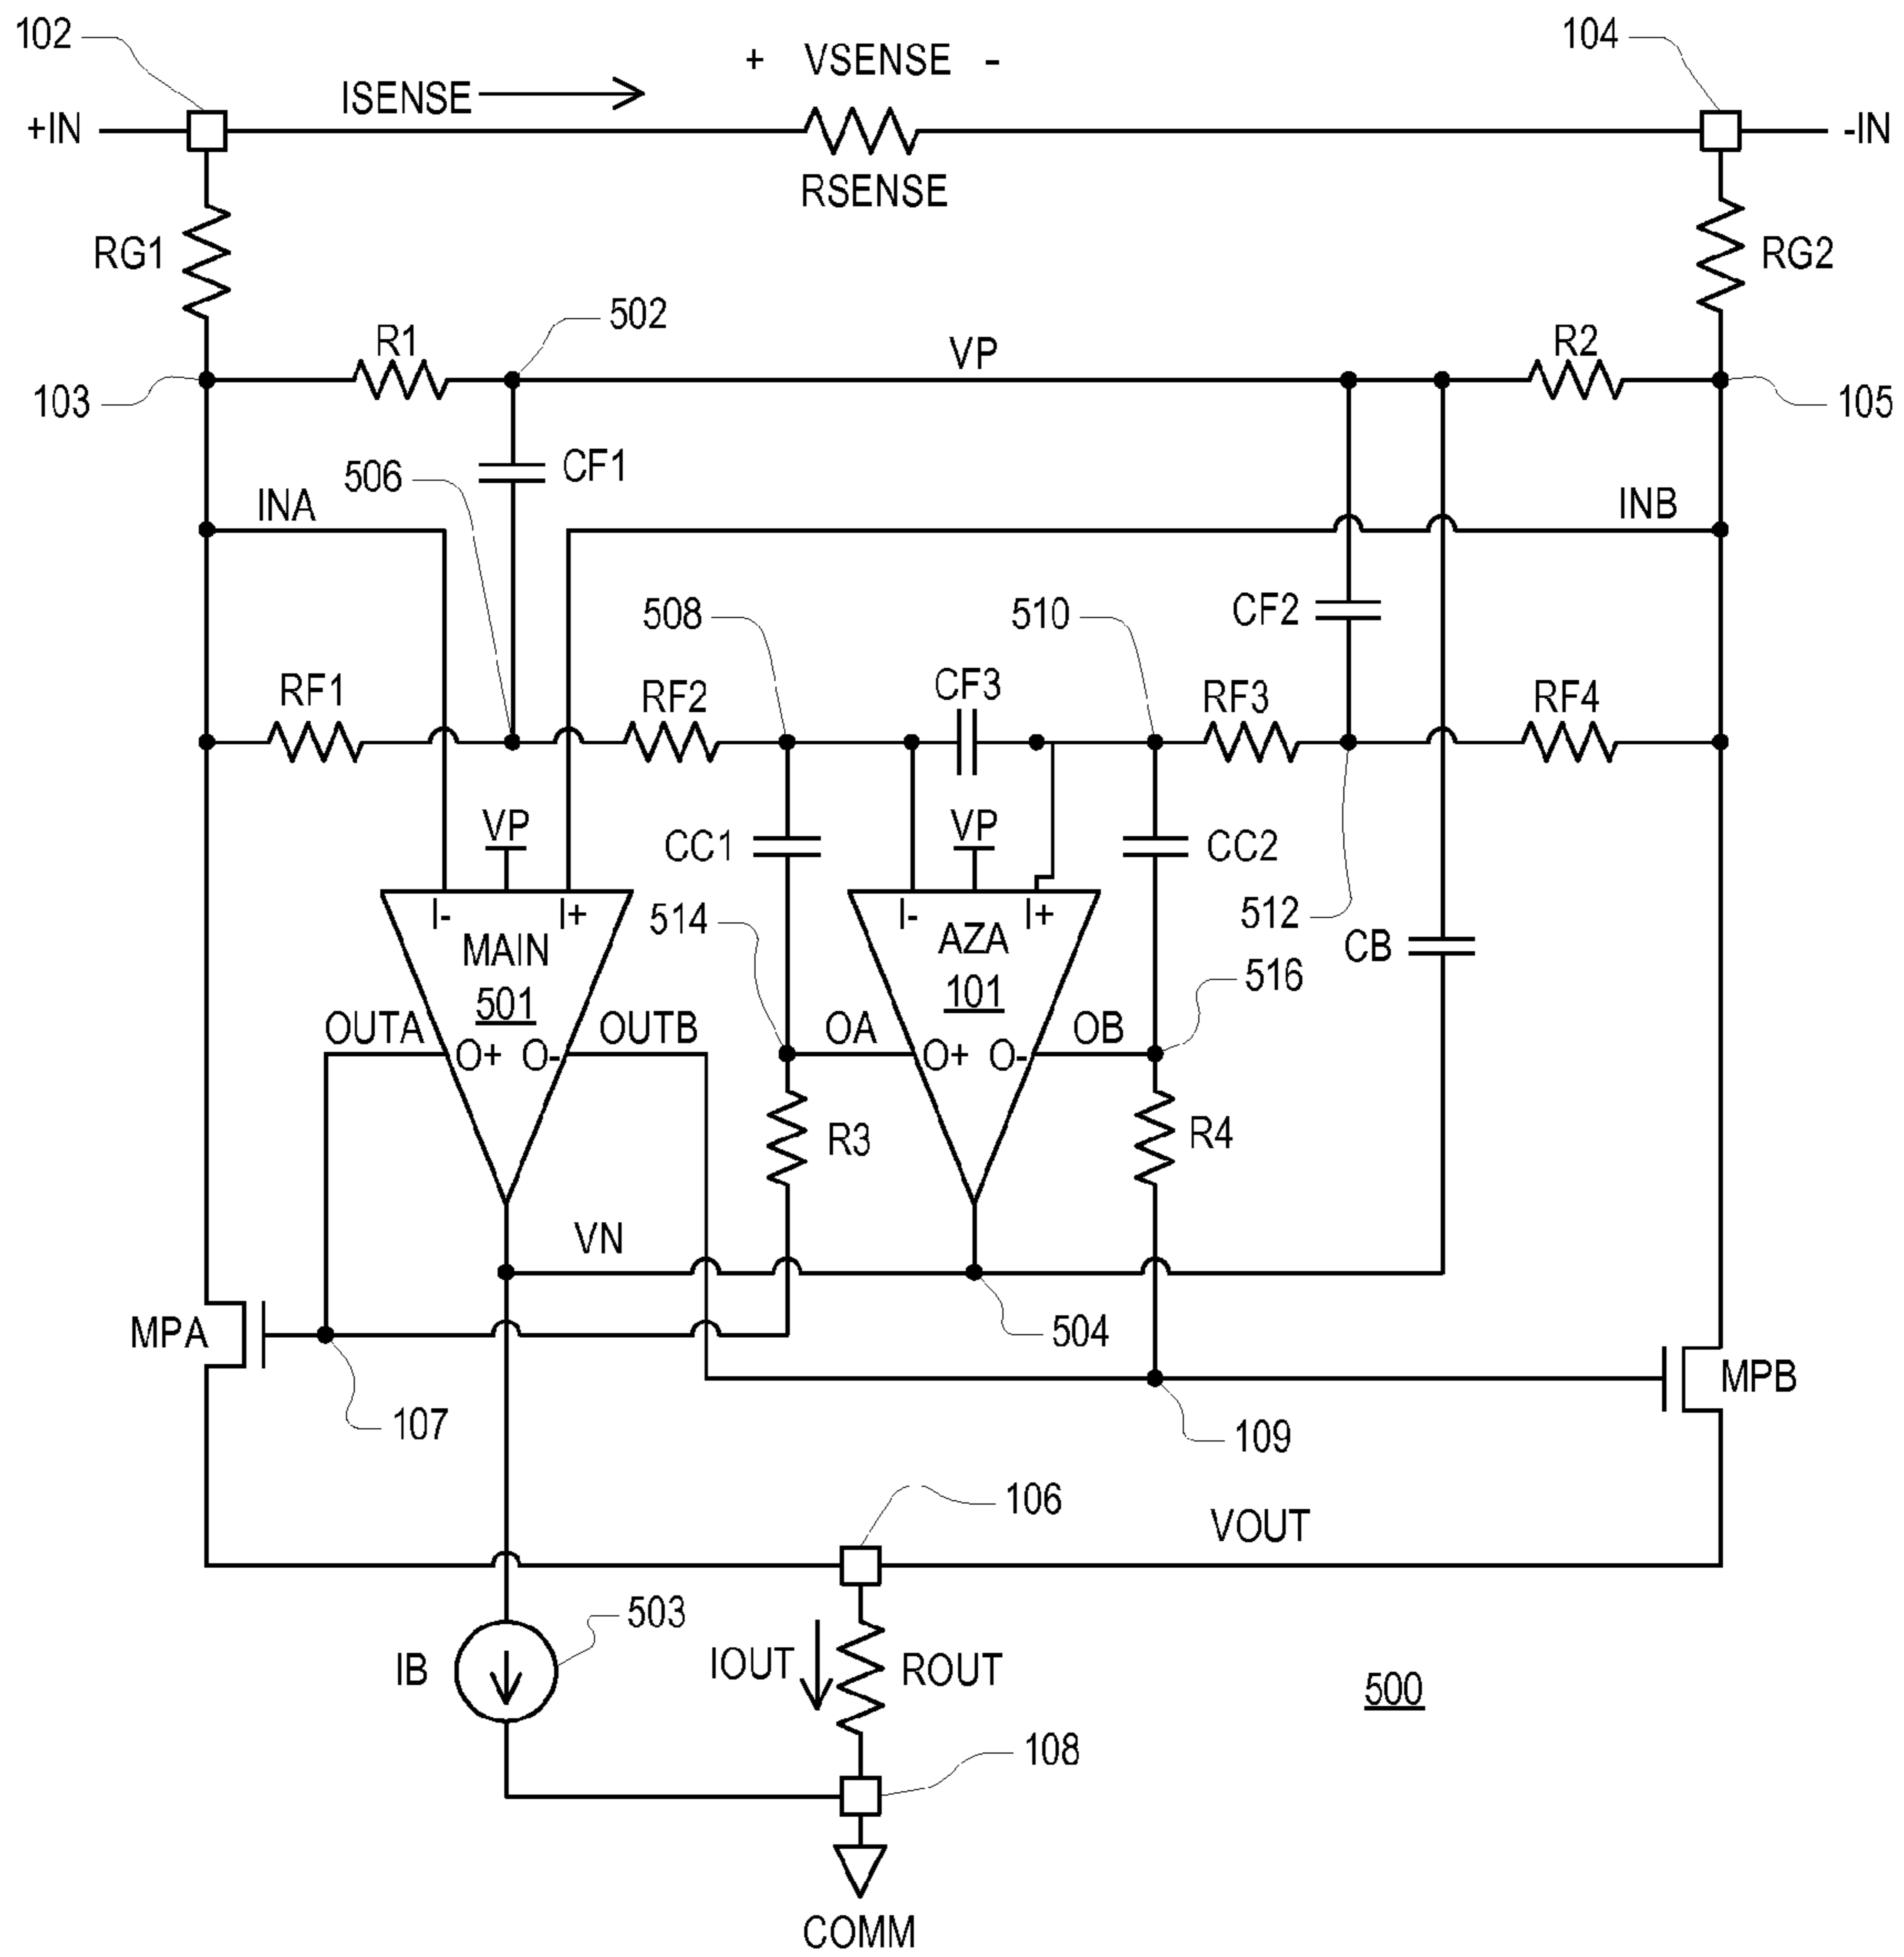 102
104
+ VSENSE -
ISENSE
+IN
-IN
RSENSE
RG1
RG2
502
R1
VP
R2
103
105
CF1
506
INA
INB
508
510
CF2
RF1
RF2
CF3
RF3
RF4
VP
CC1
VP
CC2
I-
I+
514
I-
I+
512
MAIN
AZA
CB
501
101
516
OUTA
OUTB
OA
OB
O+
O-
O+
O-
R3
R4
VN
MPA
504
MPB
107
109
106
VOUT
503
IB
IOUT
ROUT
500
108
COMM